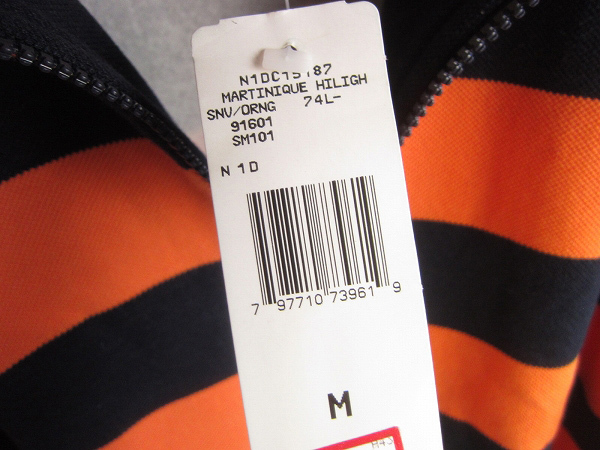 N1DC15187
MARTINIQUE HILIGH
SNV/ORNG 74L-
91601
SM101
N 1D
7 97710 73961 9
M